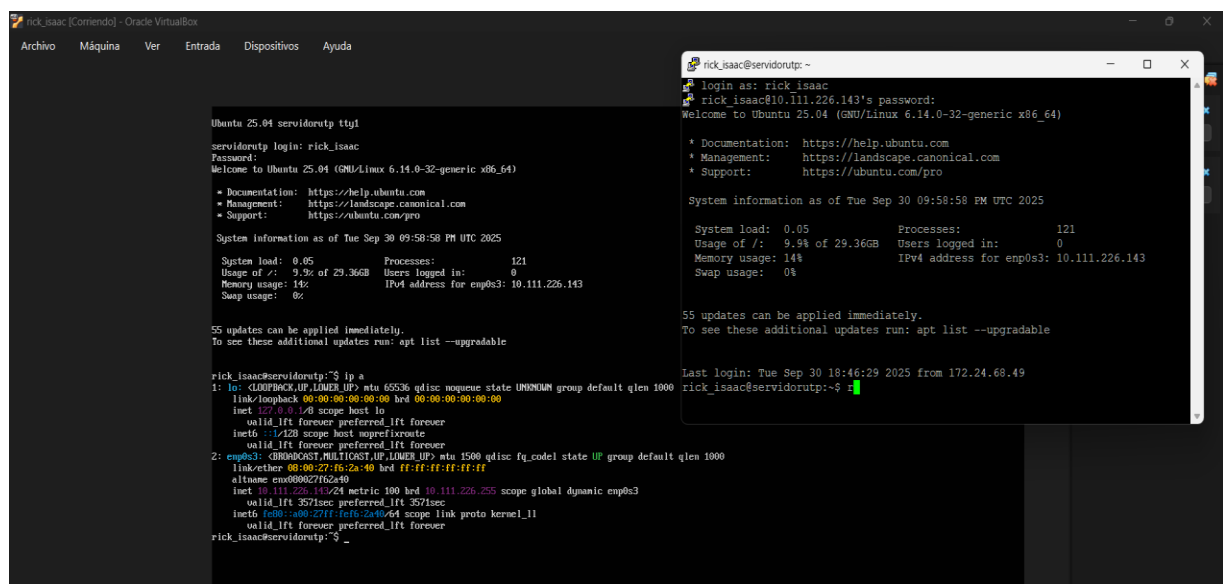 rick_isaac [Corriendo] - Oracle VirtualBox
Archivo Máquina Ver Entrada Dispositivos Ayuda
Ubuntu 25.04 servidorutp tty1
servidorutp login: rick_isaac
Password:
Welcome to Ubuntu 25.04 (GNU/Linux 6.14.0-32-generic x86_64)
* Documentation: https://help.ubuntu.com
* Management: https://landscape.canonical.com
* Support: https://ubuntu.com/pro
System information as of Tue Sep 30 09:58:58 PM UTC 2025
System load: 0.05 Processes: 121
Usage of /: 9.9% of 29.36GB Users logged in: 0
Memory usage: 14% IPv4 address for enp0s3: 10.111.226.143
Swap usage: 0%
55 updates can be applied immediately.
To see these additional updates run: apt list --upgradable
rick_isaac@servidorutp:~$ ip a
1: lo: <LOOPBACK,UP,LOWER_UP> mtu 65536 qdisc noqueue state UNKNOWN group default qlen 1000
link/loopback 00:00:00:00:00:00 brd 00:00:00:00:00:00
inet 127.0.0.1/8 scope host lo
valid_lft forever preferred_lft forever
inet6 ::1/128 scope host noprefixroute
valid_lft forever preferred_lft forever
2: enp0s3: <BROADCAST,MULTICAST,UP,LOWER_UP> mtu 1500 qdisc fq_codel state UP group default qlen 1000
link/ether 08:00:27:f6:2a:40 brd ff:ff:ff:ff:ff:ff
altname enx080027f62a40
inet 10.111.226.143/24 metric 100 brd 10.111.226.255 scope global dynamic enp0s3
valid_lft 3571sec preferred_lft 3571sec
inet6 fe80::a00:27ff:fef6:2a40/64 scope link proto kernel_ll
valid_lft forever preferred_lft forever
rick_isaac@servidorutp:~$ _
rick_isaac@servidorutp: ~
login as: rick_isaac
rick_isaac@10.111.226.143's password:
Welcome to Ubuntu 25.04 (GNU/Linux 6.14.0-32-generic x86_64)
* Documentation: https://help.ubuntu.com
* Management: https://landscape.canonical.com
* Support: https://ubuntu.com/pro
System information as of Tue Sep 30 09:58:58 PM UTC 2025
System load: 0.05 Processes: 121
Usage of /: 9.9% of 29.36GB Users logged in: 0
Memory usage: 14% IPv4 address for enp0s3: 10.111.226.143
Swap usage: 0%
55 updates can be applied immediately.
To see these additional updates run: apt list --upgradable
Last login: Tue Sep 30 18:46:29 2025 from 172.24.68.49
rick_isaac@servidorutp:~$ r